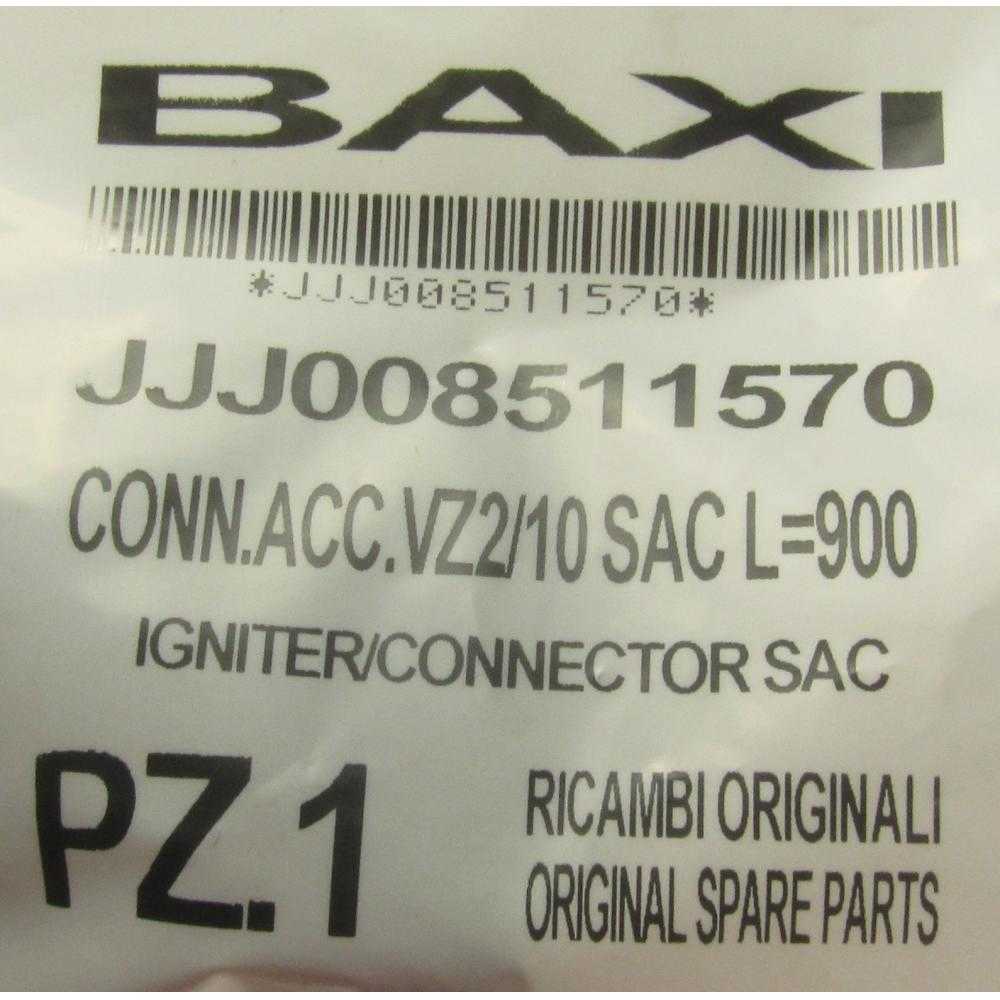 BAXI
*JJJ008511570*
JJJ008511570
CONN.ACC.VZ2/10 SAC L=900
IGNITER/CONNECTOR SAC
PZ.1
RICAMBI ORIGINALI
ORIGINAL SPARE PARTS